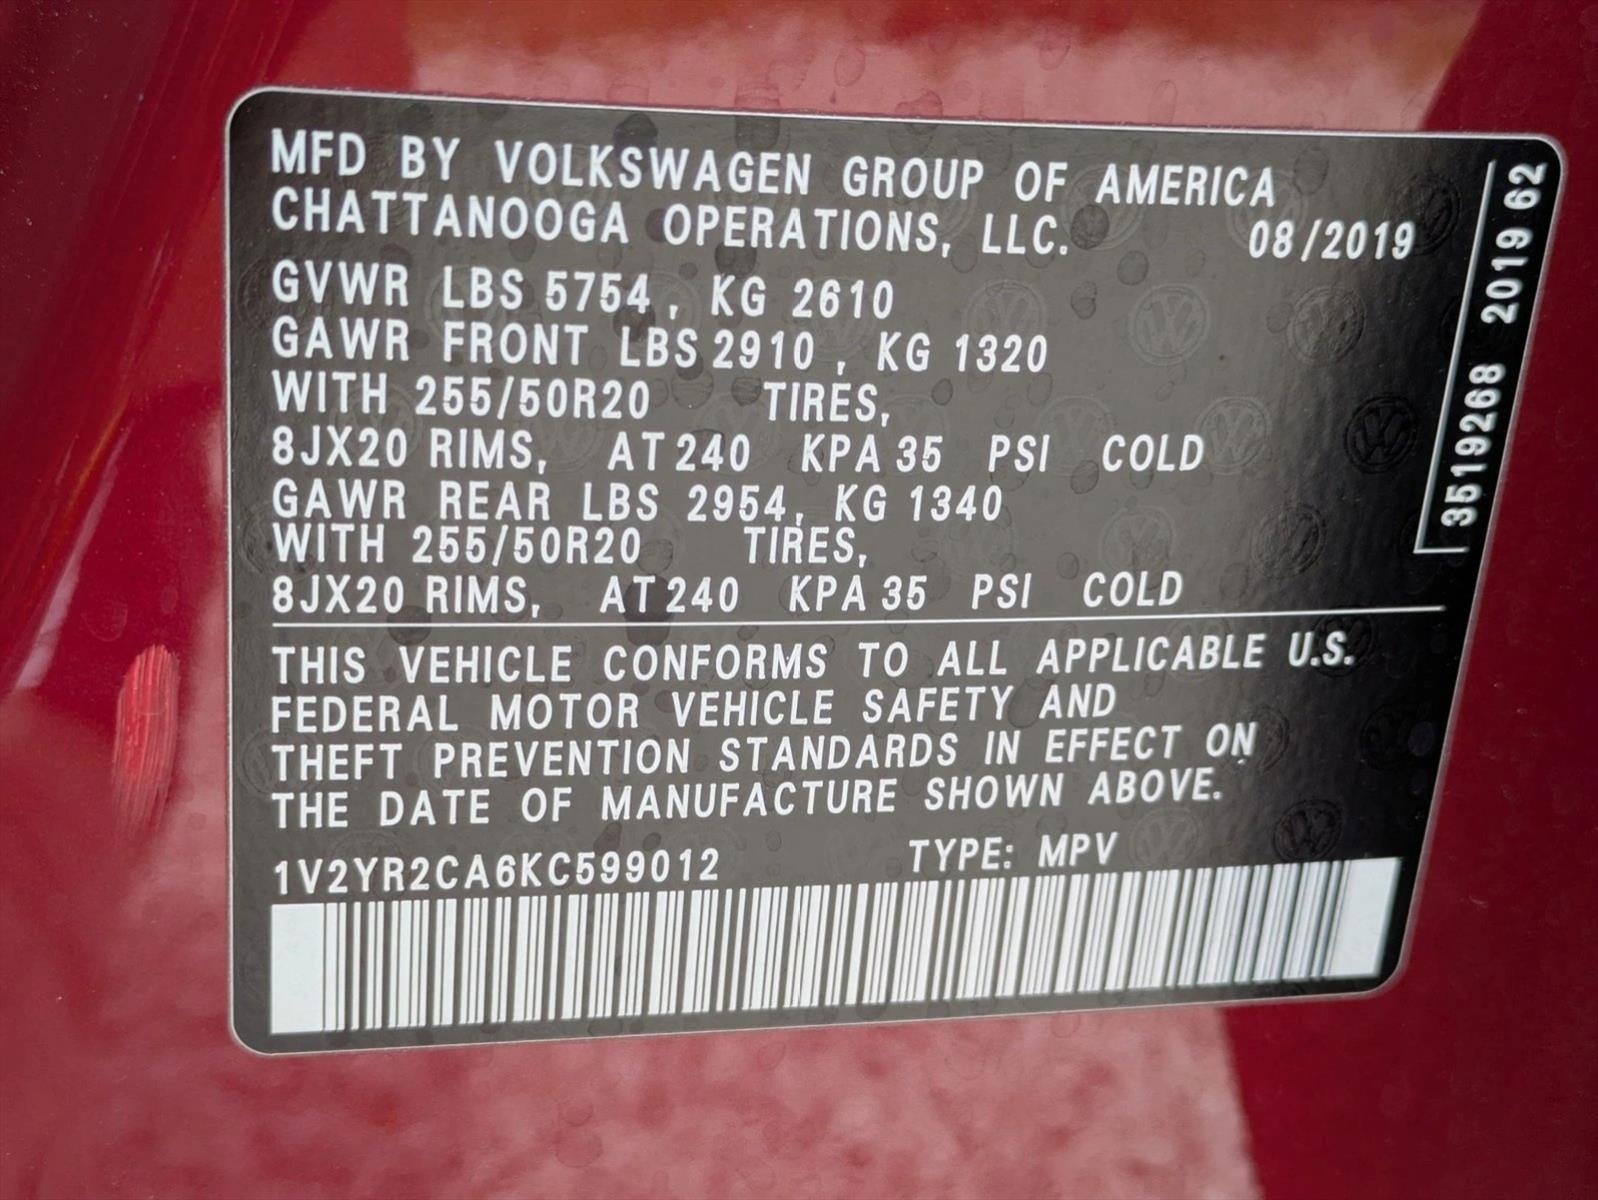 MFD BY VOLKSWAGEN GROUP OF AMERICA
CHATTANOOGA OPERATIONS, LLC. 08/2019
GVWR LBS 5754, KG 2610
GAWR FRONT LBS 2910, KG 1320
WITH 255/50R20 TIRES,
8JX20 RIMS, AT 240 KPA 35 PSI COLD
GAWR REAR LBS 2954, KG 1340
WITH 255/50R20 TIRES,
8JX20 RIMS, AT 240 KPA 35 PSI COLD
THIS VEHICLE CONFORMS TO ALL APPLICABLE U.S.
FEDERAL MOTOR VEHICLE SAFETY AND
THEFT PREVENTION STANDARDS IN EFFECT ON
THE DATE OF MANUFACTURE SHOWN ABOVE.
1V2YR2CA6KC599012 TYPE: MPV
3519268 2019 62